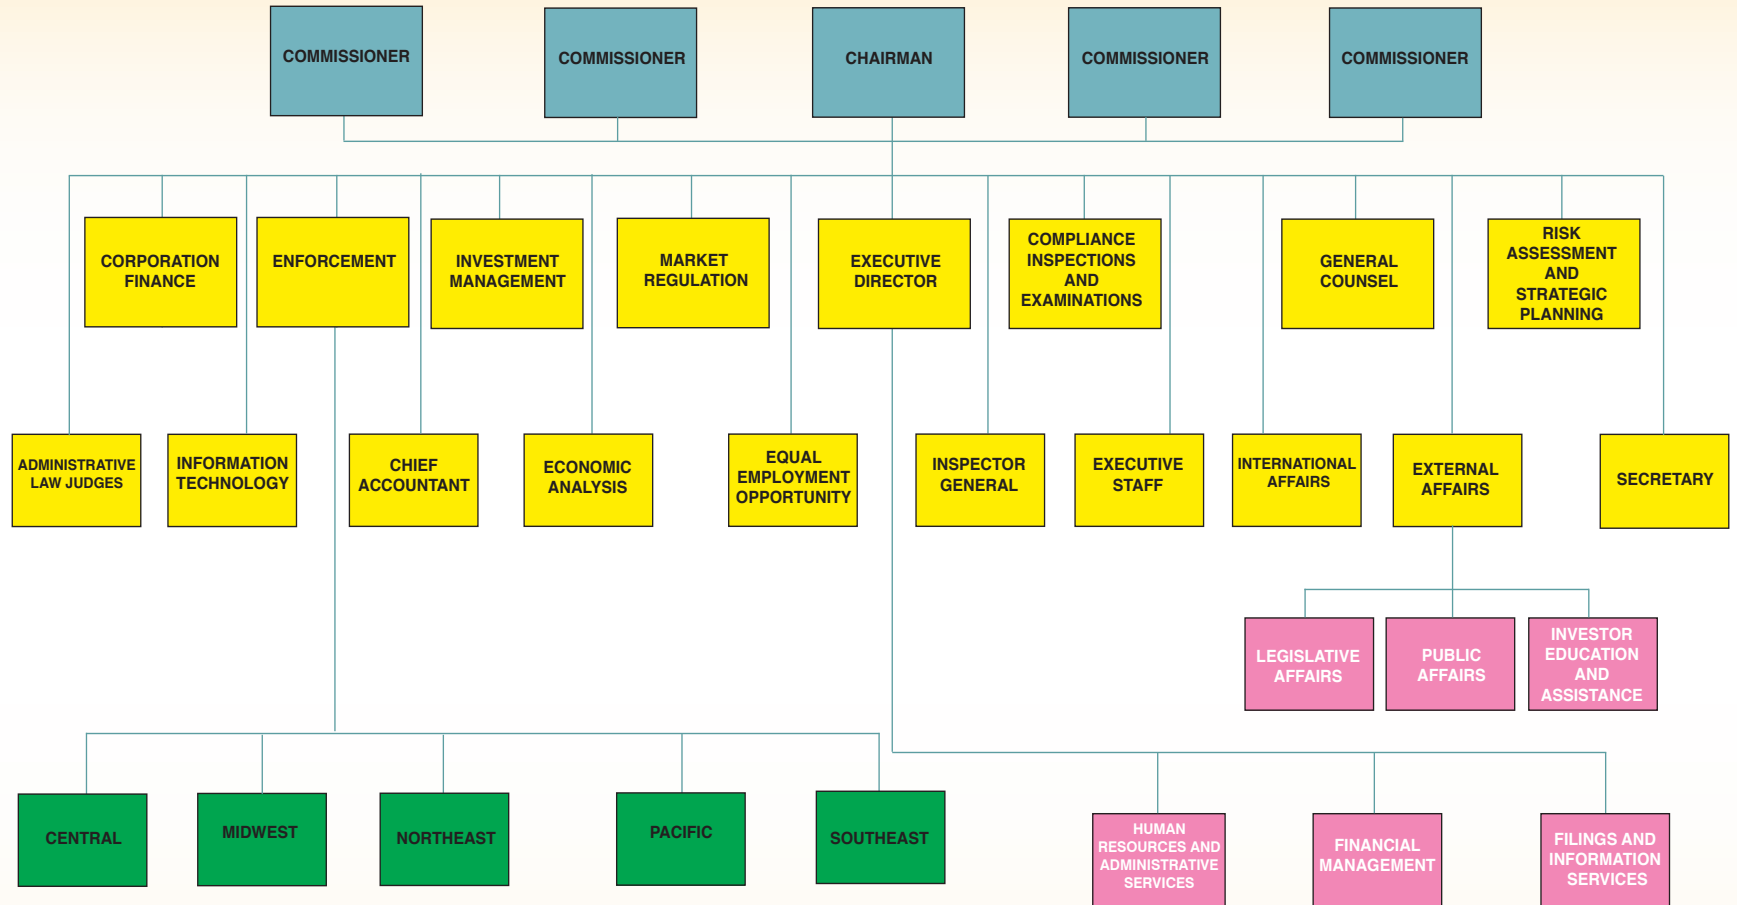 COMMISSIONER
COMMISSIONER
CHAIRMAN
COMMISSIONER
COMMISSIONER
CORPORATION
FINANCE
ENFORCEMENT
INVESTMENT
MANAGEMENT
MARKET
REGULATION
EXECUTIVE
DIRECTOR
COMPLIANCE
INSPECTIONS
AND
EXAMINATIONS
GENERAL
COUNSEL
RISK
ASSESSMENT
AND
STRATEGIC
PLANNING
ADMINISTRATIVE
LAW JUDGES
INFORMATION
TECHNOLOGY
CHIEF
ACCOUNTANT
ECONOMIC
ANALYSIS
EQUAL
EMPLOYMENT
OPPORTUNITY
INSPECTOR
GENERAL
EXECUTIVE
STAFF
INTERNATIONAL
AFFAIRS
EXTERNAL
AFFAIRS
SECRETARY
LEGISLATIVE
AFFAIRS
PUBLIC
AFFAIRS
INVESTOR
EDUCATION
AND
ASSISTANCE
CENTRAL
MIDWEST
NORTHEAST
PACIFIC
SOUTHEAST
HUMAN
RESOURCES AND
ADMINISTRATIVE
SERVICES
FINANCIAL
MANAGEMENT
FILINGS AND
INFORMATION
SERVICES